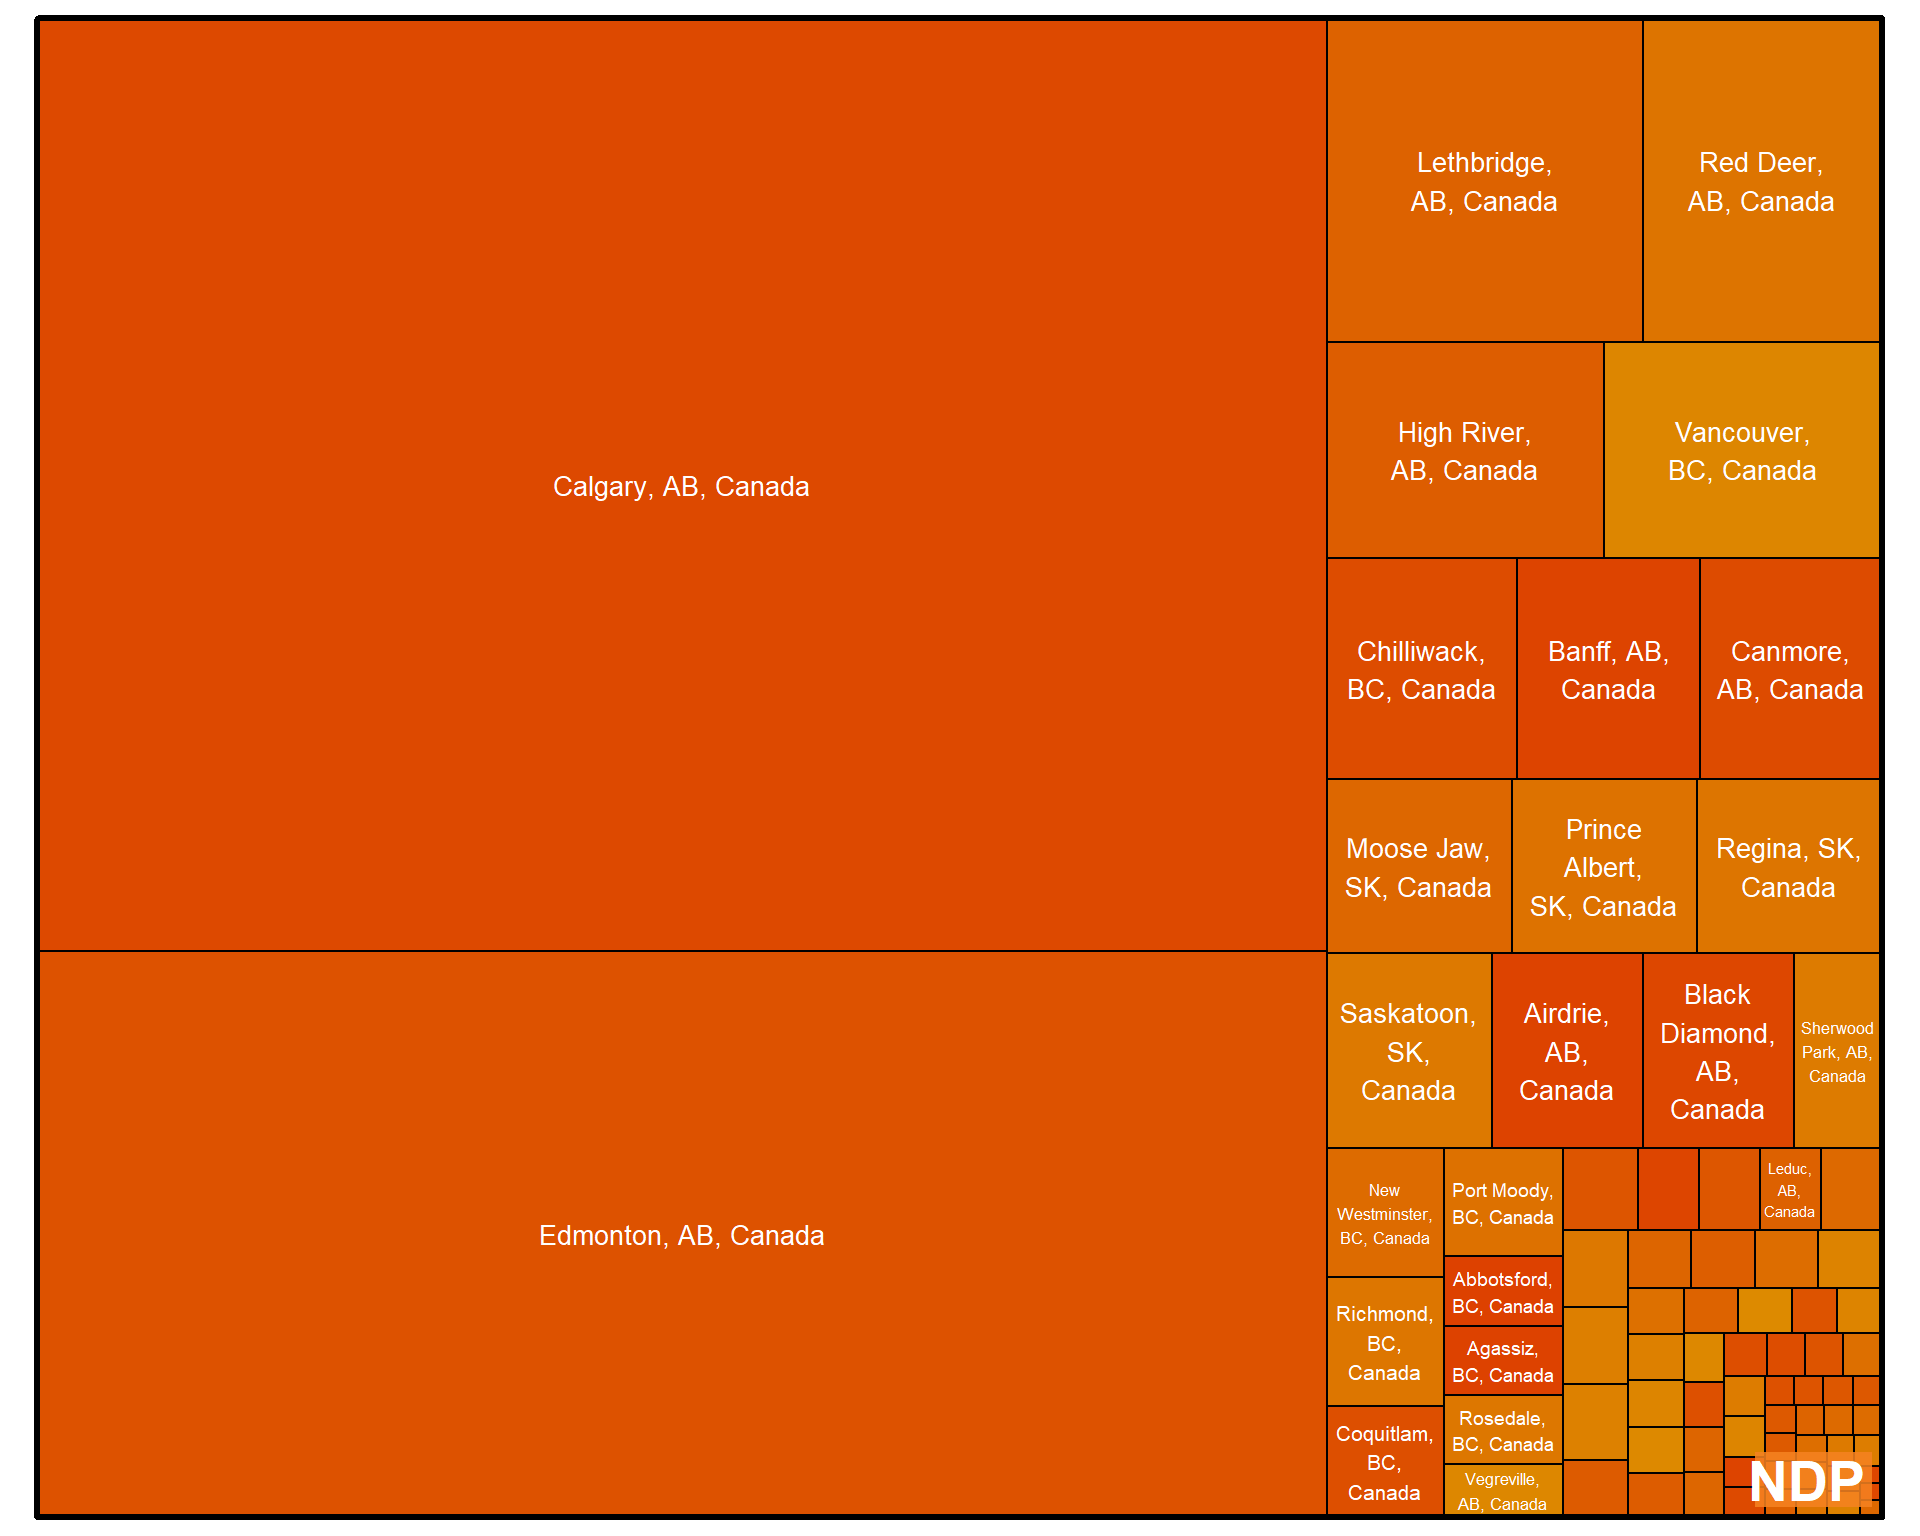 Calgary, AB, Canada
Edmonton, AB, Canada
Lethbridge,
AB, Canada
Red Deer,
AB, Canada
High River,
AB, Canada
Vancouver,
BC, Canada
Chilliwack,
BC, Canada
Banff, AB,
Canada
Canmore,
AB, Canada
Moose Jaw,
SK, Canada
Prince
Albert,
SK, Canada
Regina, SK,
Canada
Saskatoon,
SK,
Canada
Airdrie,
AB,
Canada
Black
Diamond,
AB,
Canada
Sherwood
Park, AB,
Canada
New
Westminster,
BC, Canada
Richmond,
BC,
Canada
Coquitlam,
BC,
Canada
Port Moody,
BC, Canada
Abbotsford,
BC, Canada
Agassiz,
BC, Canada
Rosedale,
BC, Canada
Vegreville,
AB, Canada
Leduc,
AB,
Canada
NDP